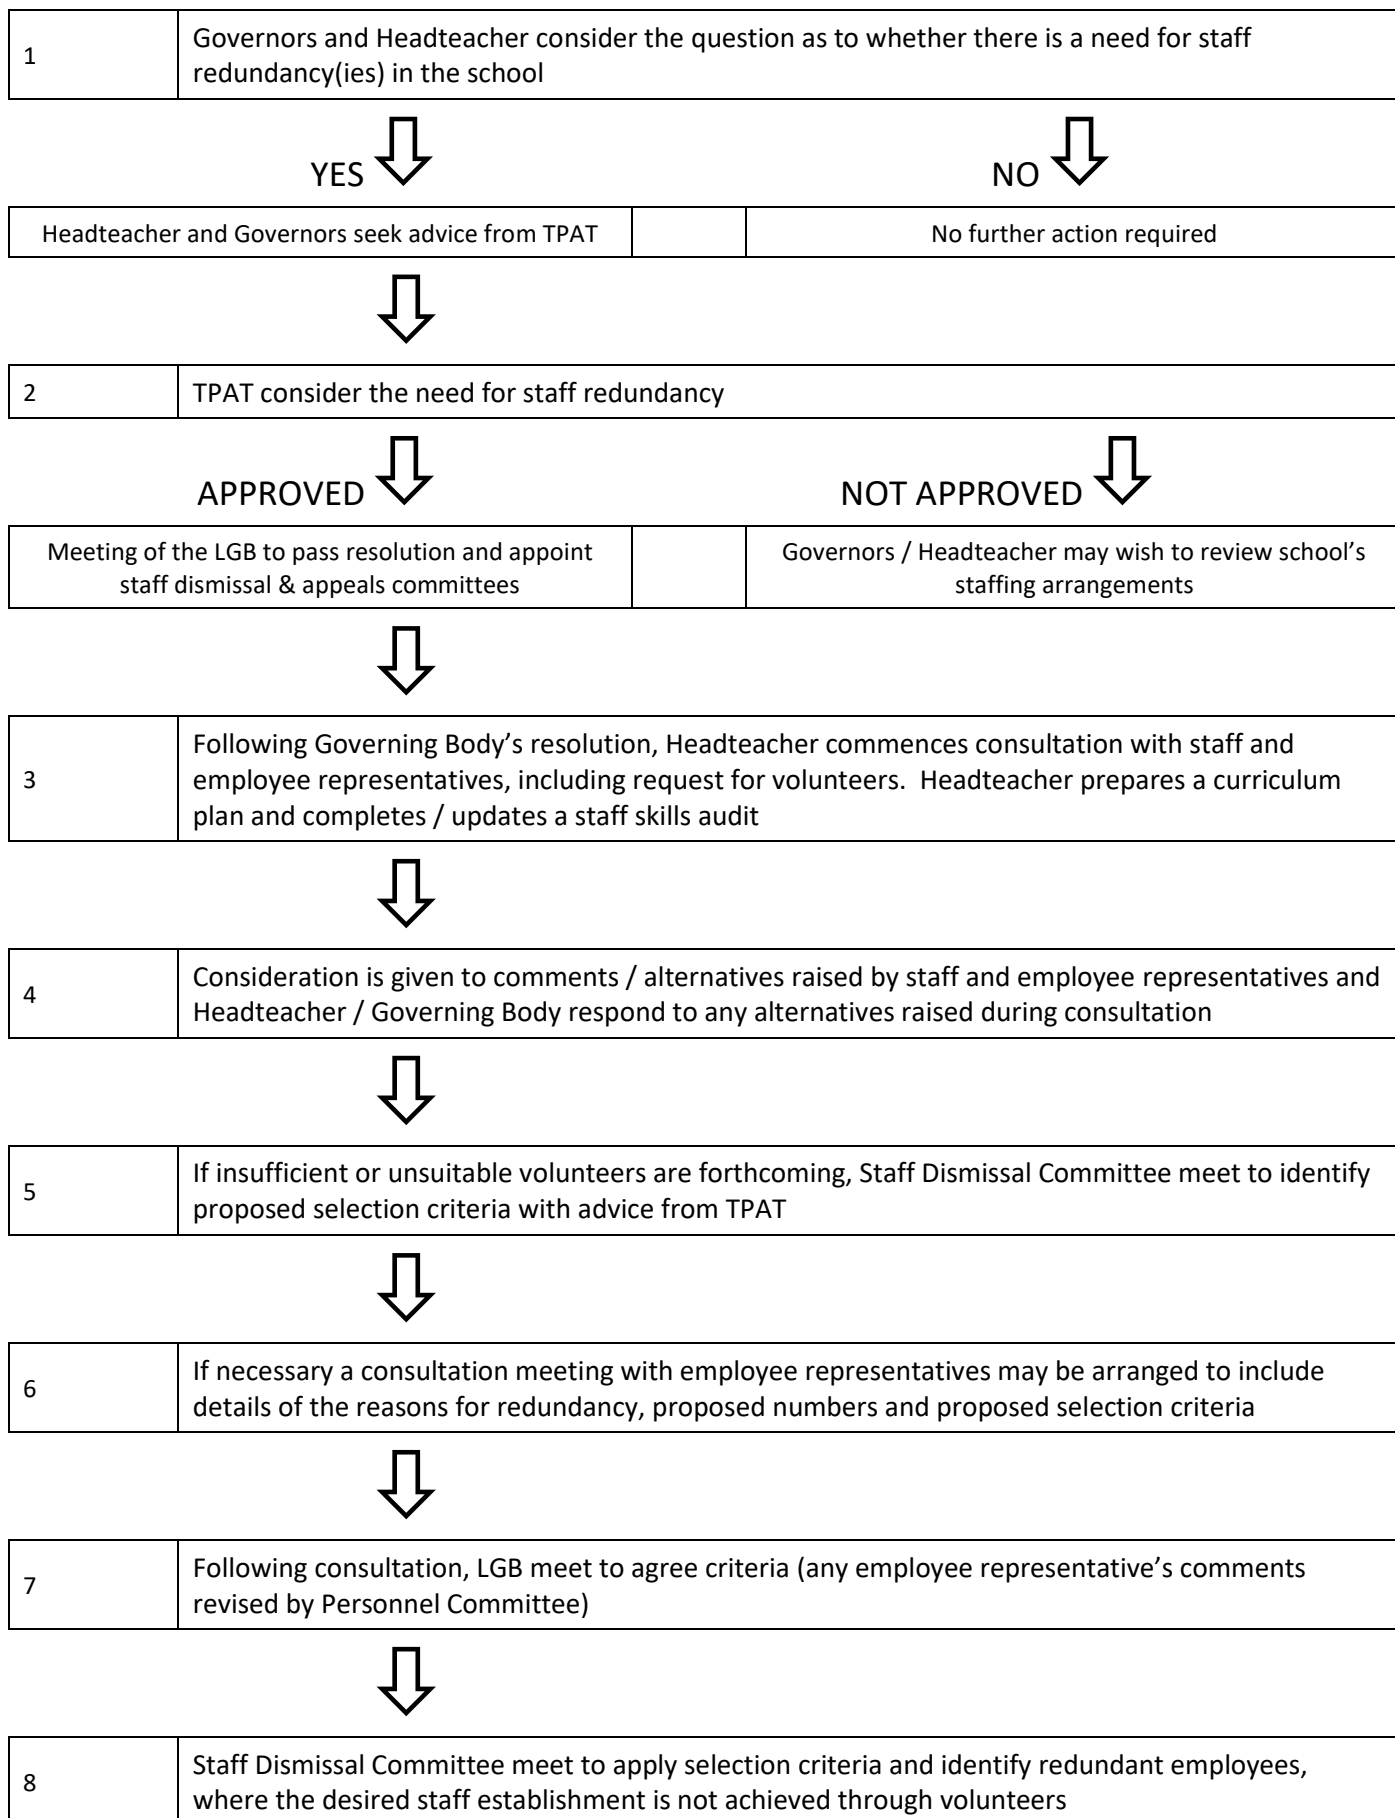 1
Governors and Headteacher consider the question as to whether there is a need for staff
redundancy(ies) in the school
YES
NO
Headteacher and Governors seek advice from TPAT
No further action required
2
TPAT consider the need for staff redundancy
APPROVED
NOT APPROVED
Meeting of the LGB to pass resolution and appoint
staff dismissal & appeals committees
Governors / Headteacher may wish to review school’s
staffing arrangements
3
Following Governing Body’s resolution, Headteacher commences consultation with staff and
employee representatives, including request for volunteers.  Headteacher prepares a curriculum
plan and completes / updates a staff skills audit
4
Consideration is given to comments / alternatives raised by staff and employee representatives and
Headteacher / Governing Body respond to any alternatives raised during consultation
5
If insufficient or unsuitable volunteers are forthcoming, Staff Dismissal Committee meet to identify
proposed selection criteria with advice from TPAT
6
If necessary a consultation meeting with employee representatives may be arranged to include
details of the reasons for redundancy, proposed numbers and proposed selection criteria
7
Following consultation, LGB meet to agree criteria (any employee representative’s comments
revised by Personnel Committee)
8
Staff Dismissal Committee meet to apply selection criteria and identify redundant employees,
where the desired staff establishment is not achieved through volunteers